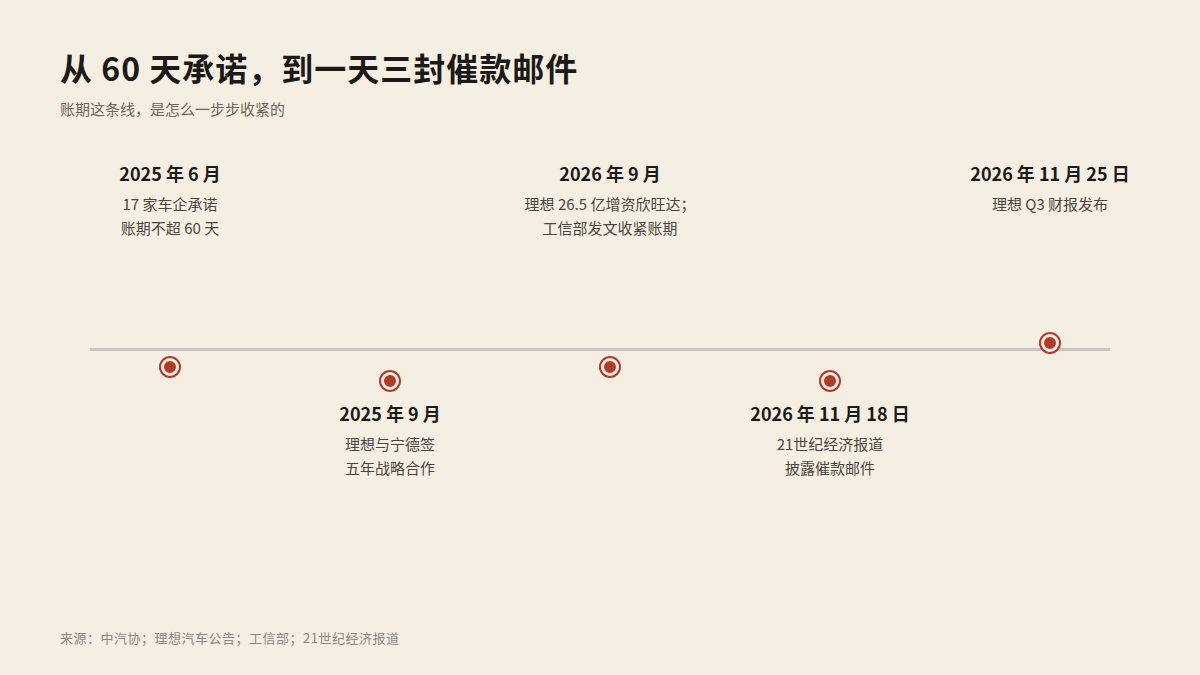 从 60 天承诺，到一天三封催款邮件
账期这条线，是怎么一步步收紧的
2025 年 6 月
17 家车企承诺
账期不超 60 天
2026 年 9 月
理想 26.5 亿增资欣旺达；
工信部发文收紧账期
2026 年 11 月 25 日
理想 Q3 财报发布
2025 年 9 月
理想与宁德签
五年战略合作
2026 年 11 月 18 日
21世纪经济报道
披露催款邮件
来源：中汽协；理想汽车公告；工信部；21世纪经济报道